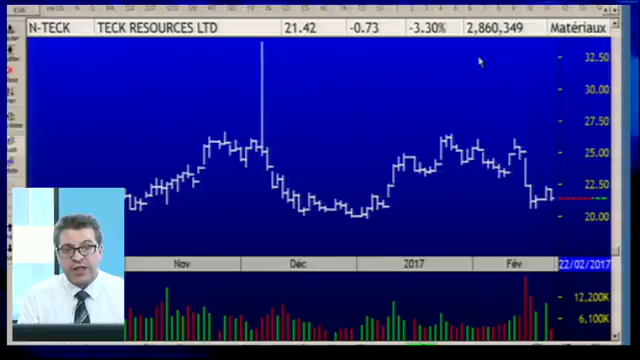 N-TECK TECK RESOURCES LTD 21.42 -0.73 -3.30% 2,860,349 Matériaux
32.50
30.00
27.50
25.00
22.50
20.00
Nov Déc 2017 Fév 22/02/2017
12,200K
6,100K